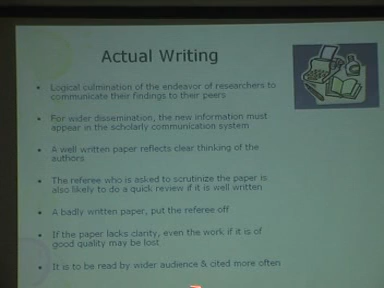 Actual Writing
• Logical culmination of the endeavor of researchers to
communicate their findings to their peers
• For wider dissemination, the new information must
appear in the scholarly communication system
• A well written paper reflects clear thinking of the
authors
• The referee who is asked to scrutinize the paper is
also likely to do a quick review if it is well written
• A badly written paper, put the referee off
• If the paper lacks clarity, even the work if it is of
good quality may be lost
• It is to be read by wider audience & cited more often